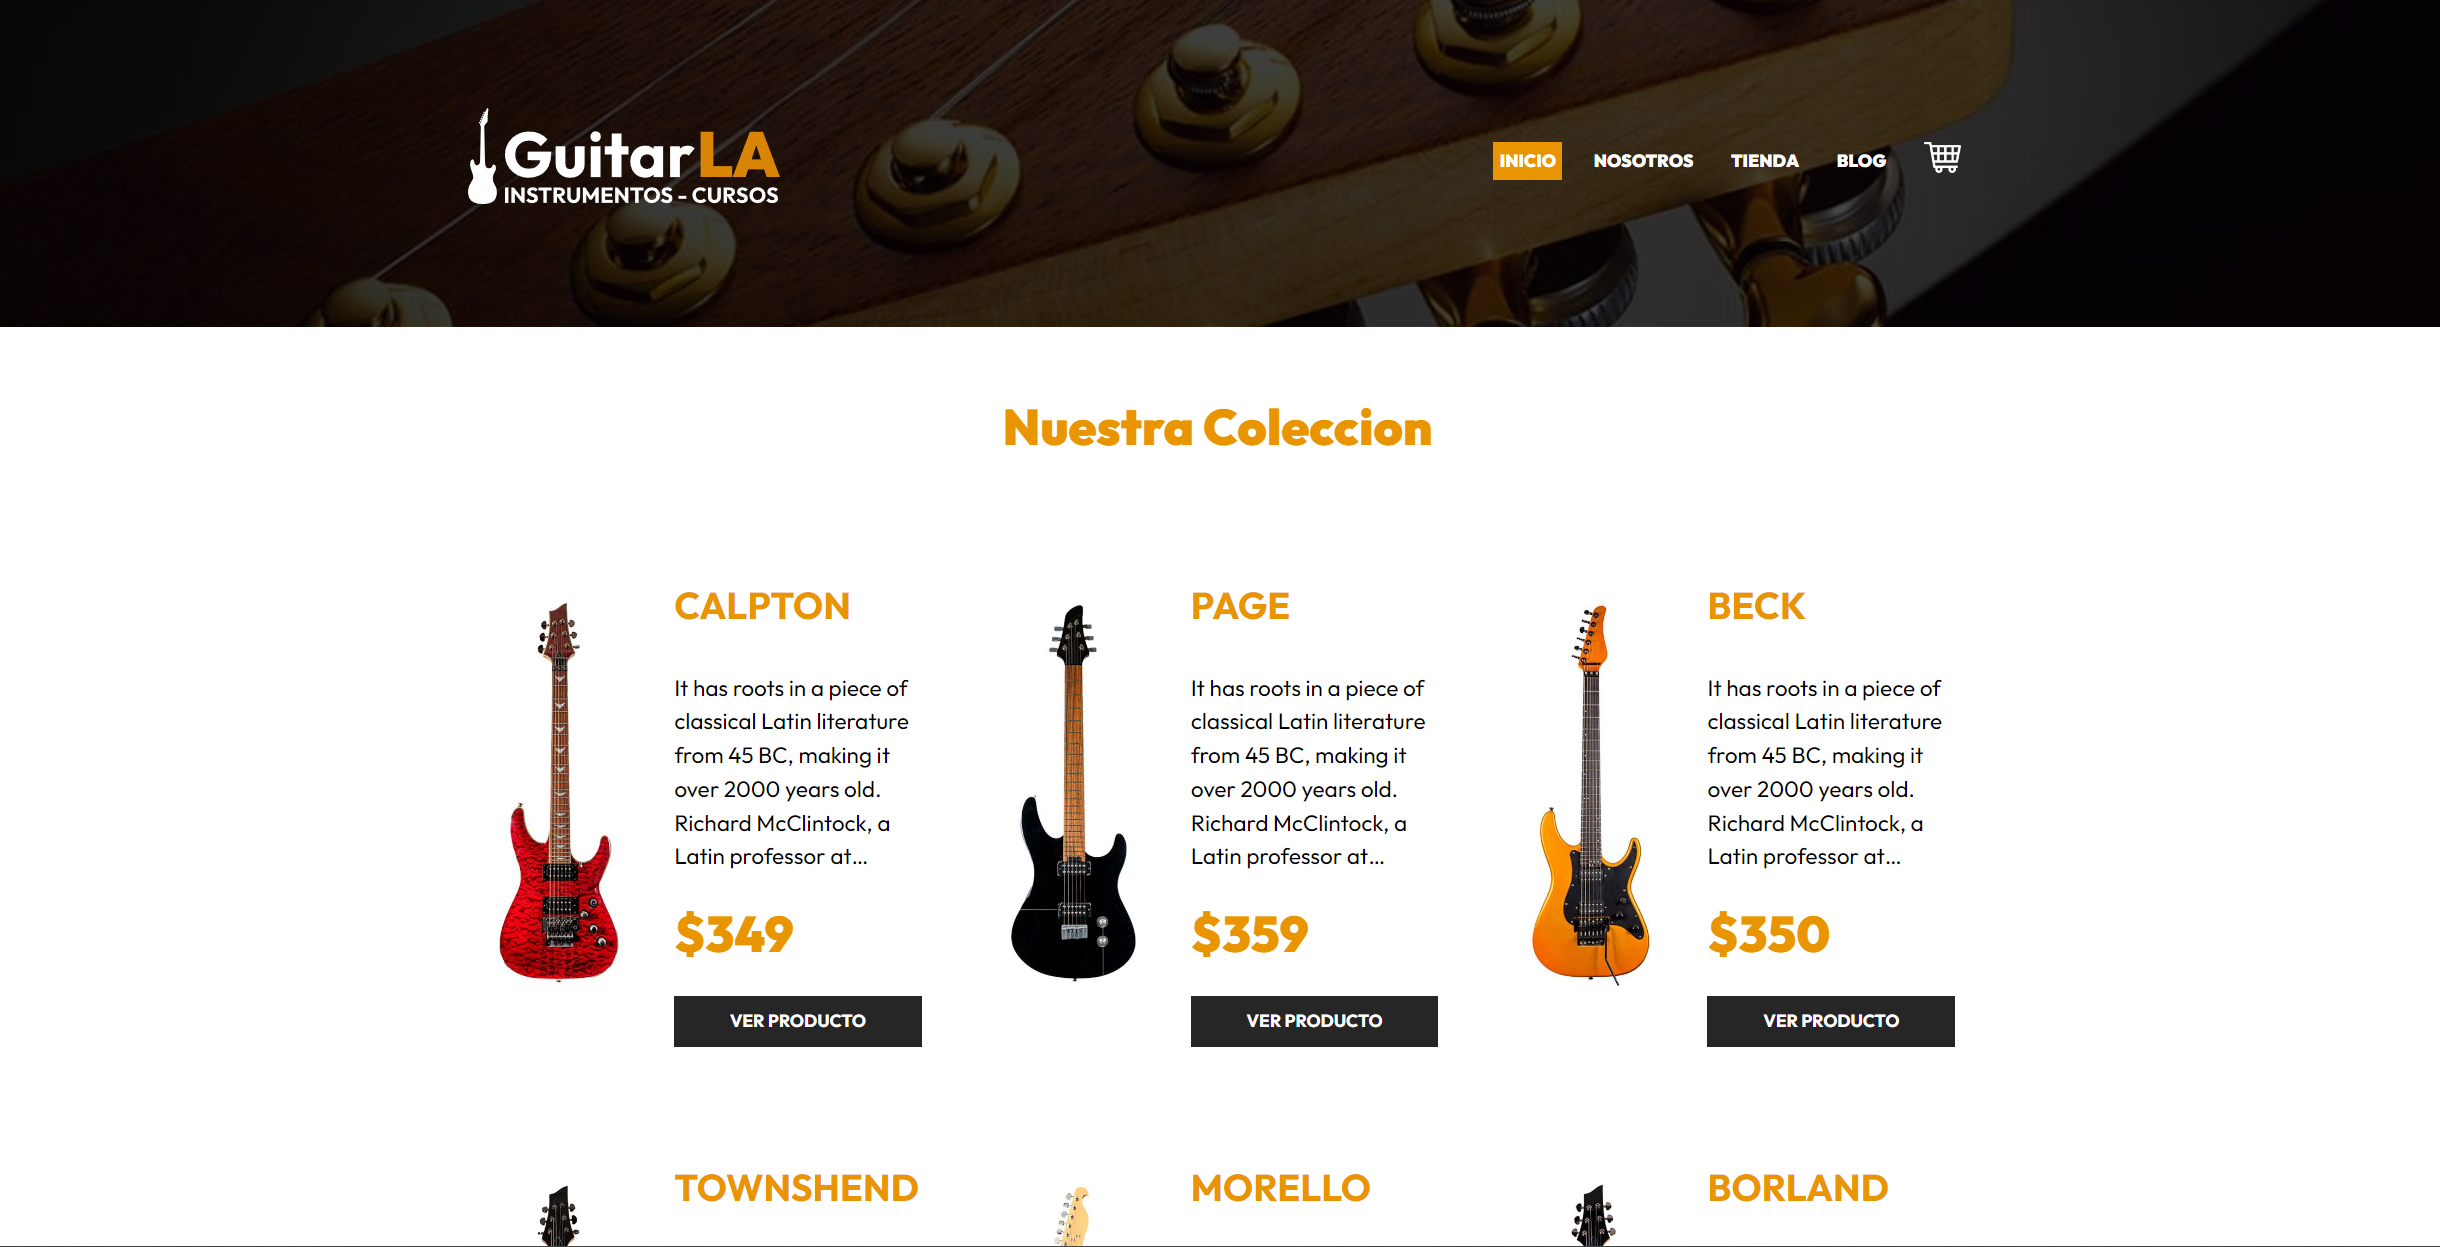 GuitarLA
INSTRUMENTOS - CURSOS
INICIO NOSOTROS TIENDA BLOG
Nuestra Coleccion
CALPTON
It has roots in a piece of
classical Latin literature
from 45 BC, making it
over 2000 years old.
Richard McClintock, a
Latin professor at...
$349
VER PRODUCTO
PAGE
It has roots in a piece of
classical Latin literature
from 45 BC, making it
over 2000 years old.
Richard McClintock, a
Latin professor at...
$359
VER PRODUCTO
BECK
It has roots in a piece of
classical Latin literature
from 45 BC, making it
over 2000 years old.
Richard McClintock, a
Latin professor at...
$350
VER PRODUCTO
TOWNSHEND
MORELLO
BORLAND